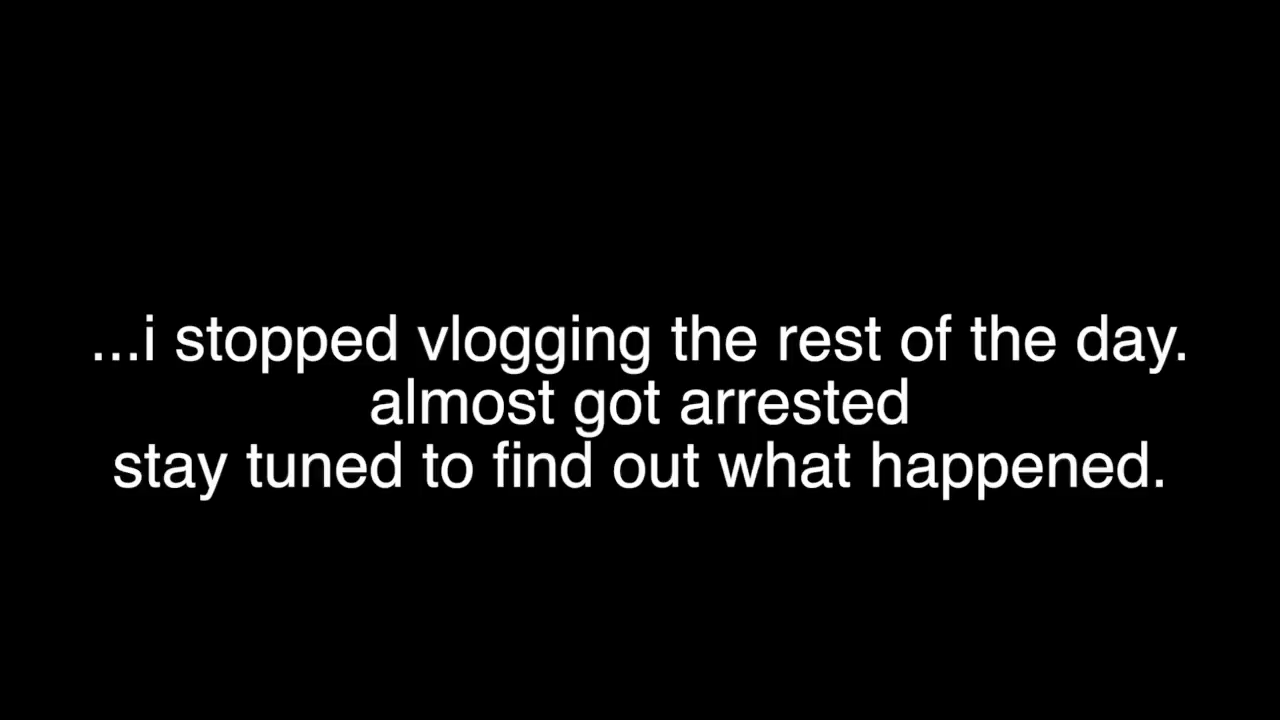 ...i stopped vlogging the rest of the day.
almost got arrested
stay tuned to find out what happened.